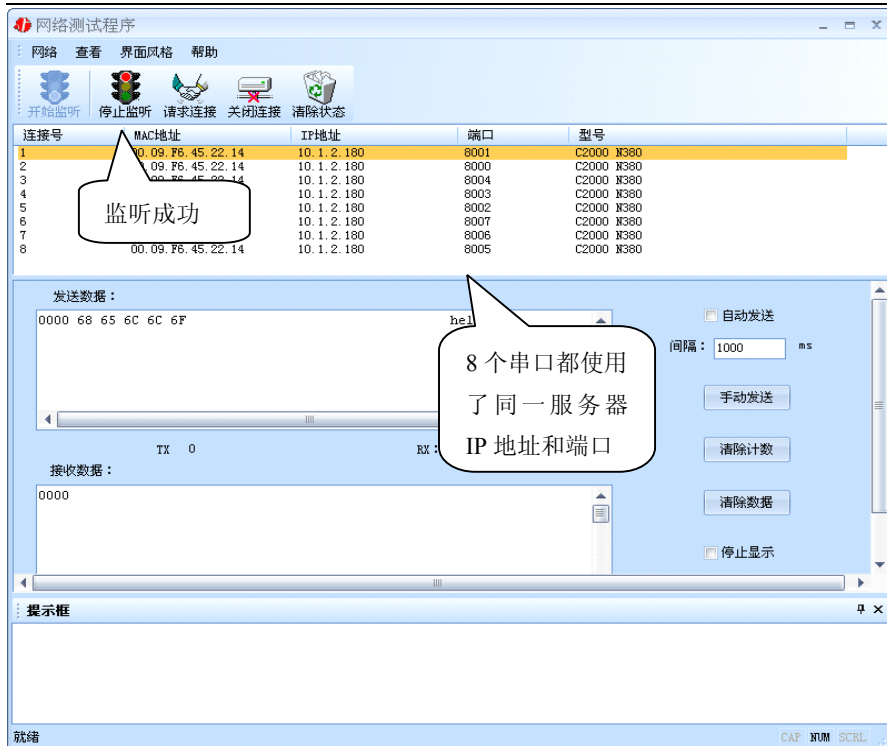 网络测试程序
网络 查看 界面风格 帮助
开始监听 停止监听 请求连接 关闭连接 清除状态
连接号 MAC地址 IP地址 端口 型号
1 00.09.F6.45.22.14 10.1.2.180 8001 C2000 N380
2 00.09.F6.45.22.14 10.1.2.180 8000 C2000 N380
3 00.09.F6.45.22.14 10.1.2.180 8004 C2000 N380
4 10.1.2.180 8003 C2000 N380
5 10.1.2.180 8002 C2000 N380
6 10.1.2.180 8007 C2000 N380
7 10.1.2.180 8006 C2000 N380
8 00.09.F6.45.22.14 10.1.2.180 8005 C2000 N380
监听成功
发送数据：
0000 68 65 6C 6C 6F hel
自动发送
间隔： 1000 ms
8 个串口都使用
了同一服务器
IP 地址和端口
手动发送
TX 0 RX：
清除计数
接收数据：
0000
清除数据
停止显示
提示框
就绪 CAP NUM SCRL